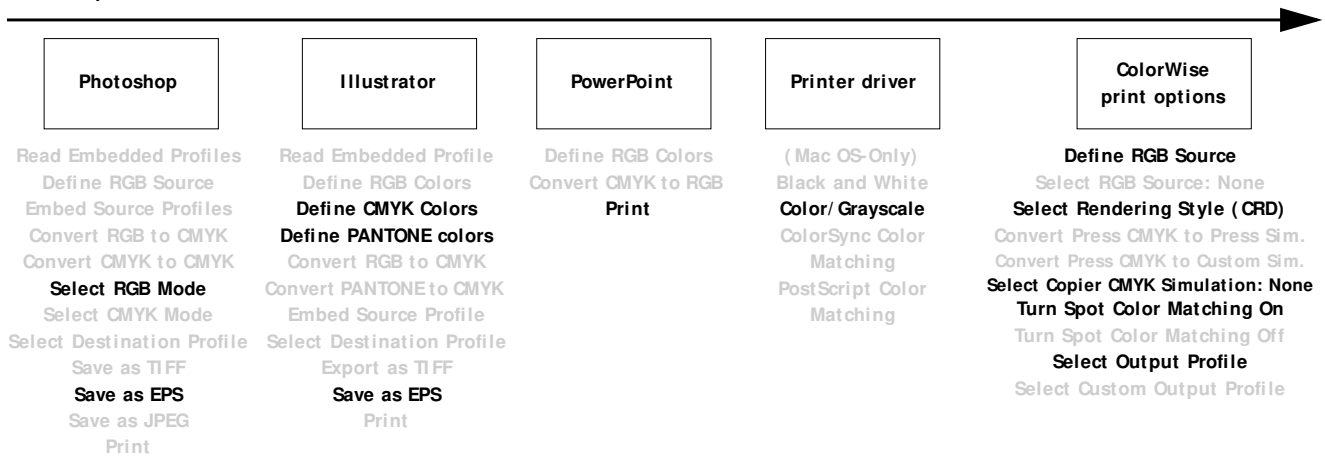 Photoshop
Read Embedded Profiles
Define RGB Source
Embed Source Profiles
Convert RGB to CMYK
Convert CMYK to CMYK
Select RGB Mode
Select CMYK Mode
Select Destination Profile
Save as TIFF
Save as EPS
Save as JPEG
Print
Illustrator
Read Embedded Profile
Define RGB Colors
Define CMYK Colors
Define PANTONE colors
Convert RGB to CMYK
Convert PANTONE to CMYK
Embed Source Profile
Select Destination Profile
Export as TIFF
Save as EPS
Print
PowerPoint
Define RGB Colors
Convert CMYK to RGB
Print
Printer driver
(Mac OS-Only)
Black and White
Color/Grayscale
ColorSync Color
Matching
PostScript Color
Matching
ColorWise
print options
Define RGB Source
Select RGB Source: None
Select Rendering Style (CRD)
Convert Press CMYK to Press Sim.
Convert Press CMYK to Custom Sim.
Select Copier CMYK Simulation: None
Turn Spot Color Matching On
Turn Spot Color Matching Off
Select Output Profile
Select Custom Output Profile